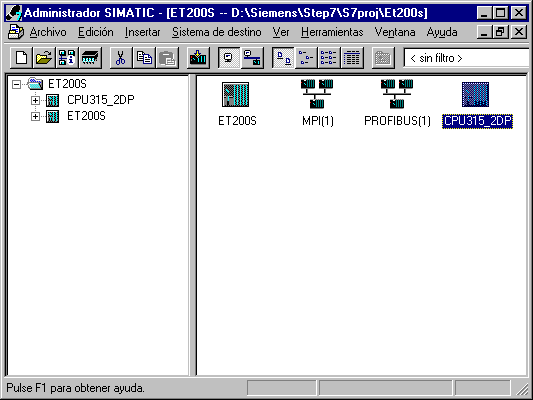 Administrador SIMATIC - [ET200S -- D:\Siemens\Step7\S7proj\Et200s]
Archivo Edición Insertar Sistema de destino Ver Herramientas Ventana Ayuda
< sin filtro >
ET200S
CPU315_2DP
ET200S
ET200S MPI(1) PROFIBUS(1) CPU315_2DP
Pulse F1 para obtener ayuda.